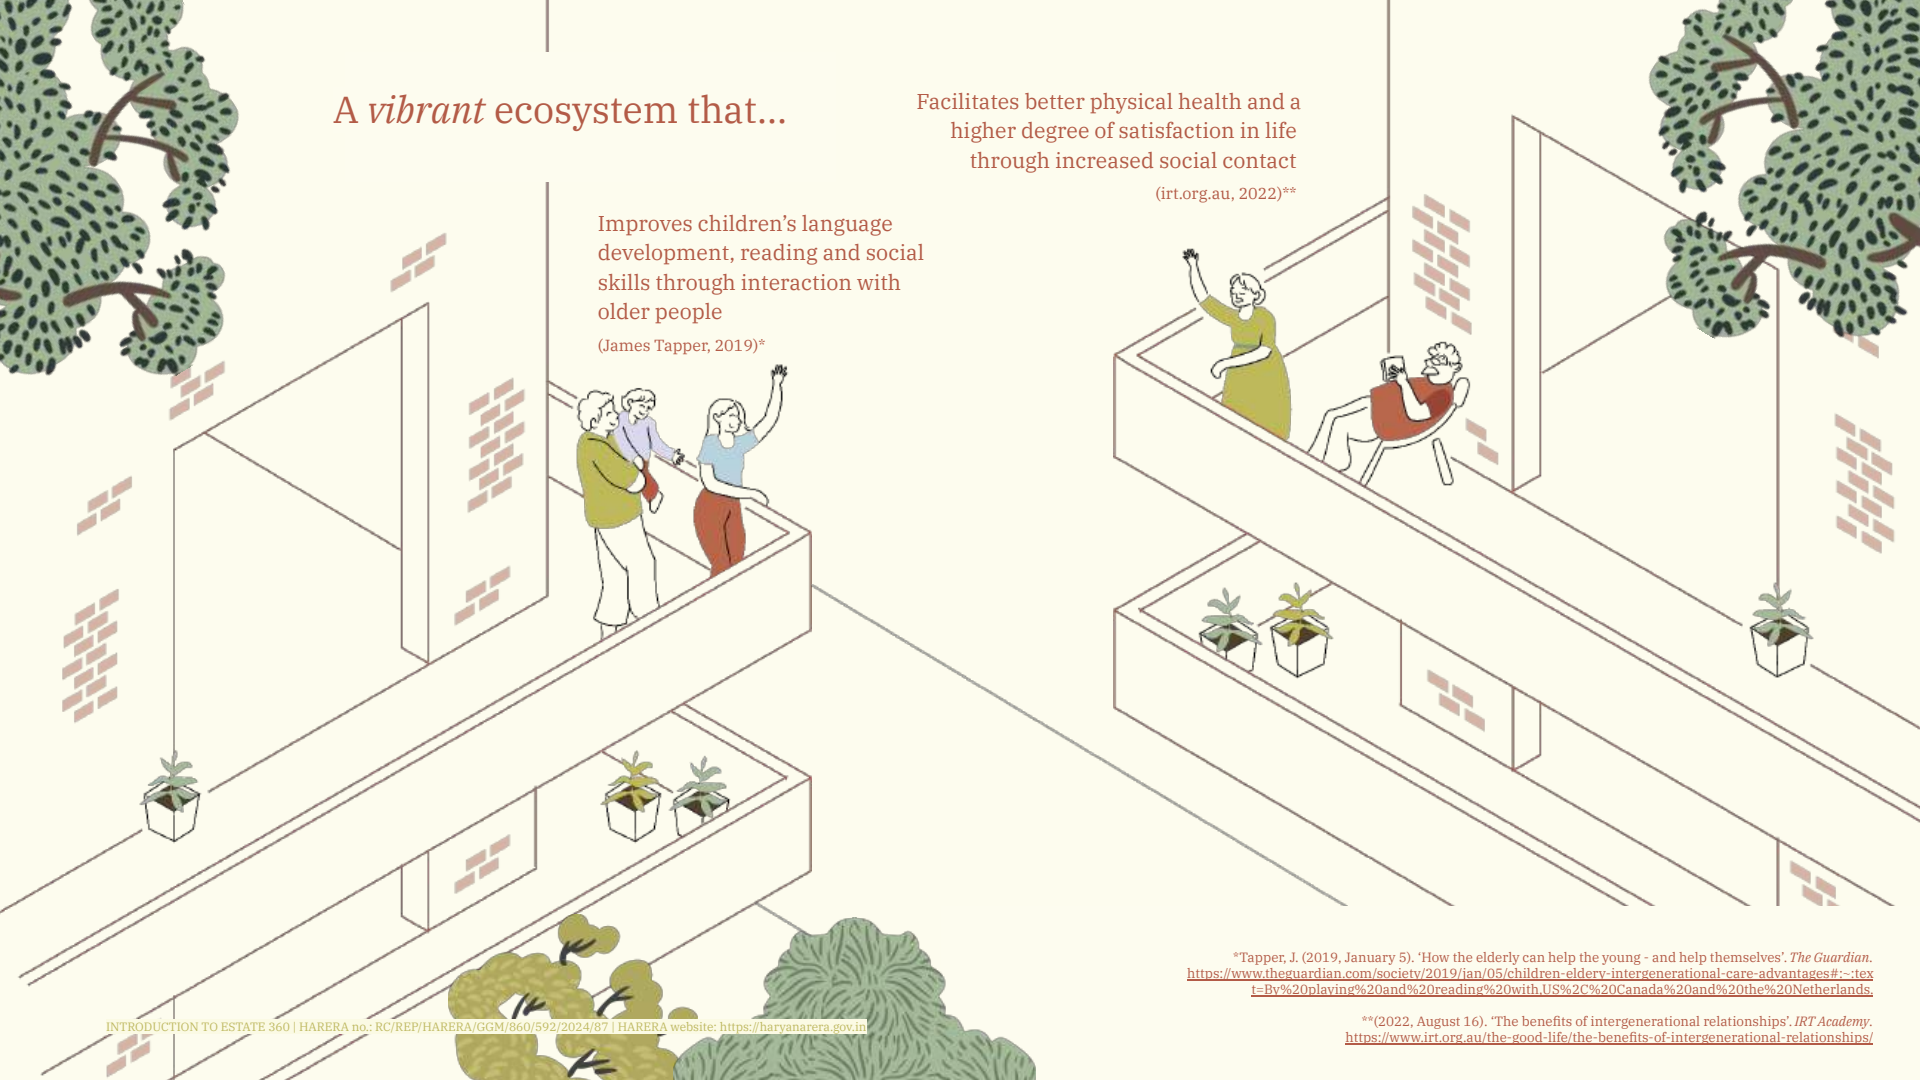 A vibrant ecosystem that...
Facilitates better physical health and a
higher degree of satisfaction in life
through increased social contact
(irt.org.au, 2022)**
Improves children’s language
development, reading and social
skills through interaction with
older people
(James Tapper, 2019)*
*Tapper, J. (2019, January 5). ‘How the elderly can help the young - and help themselves’. The Guardian.
https://www.theguardian.com/society/2019/jan/05/children-eldery-intergenerational-care-advantages#:~:tex
t=By%20playing%20and%20reading%20with,US%2C%20Canada%20and%20the%20Netherlands.
**(2022, August 16). ‘The benefits of intergenerational relationships’. IRT Academy.
https://www.irt.org.au/the-good-life/the-benefits-of-intergenerational-relationships/
INTRODUCTION TO ESTATE 360 | HARERA no.: RC/REP/HARERA/GGM/860/592/2024/87 | HARERA website: https://haryanarera.gov.in